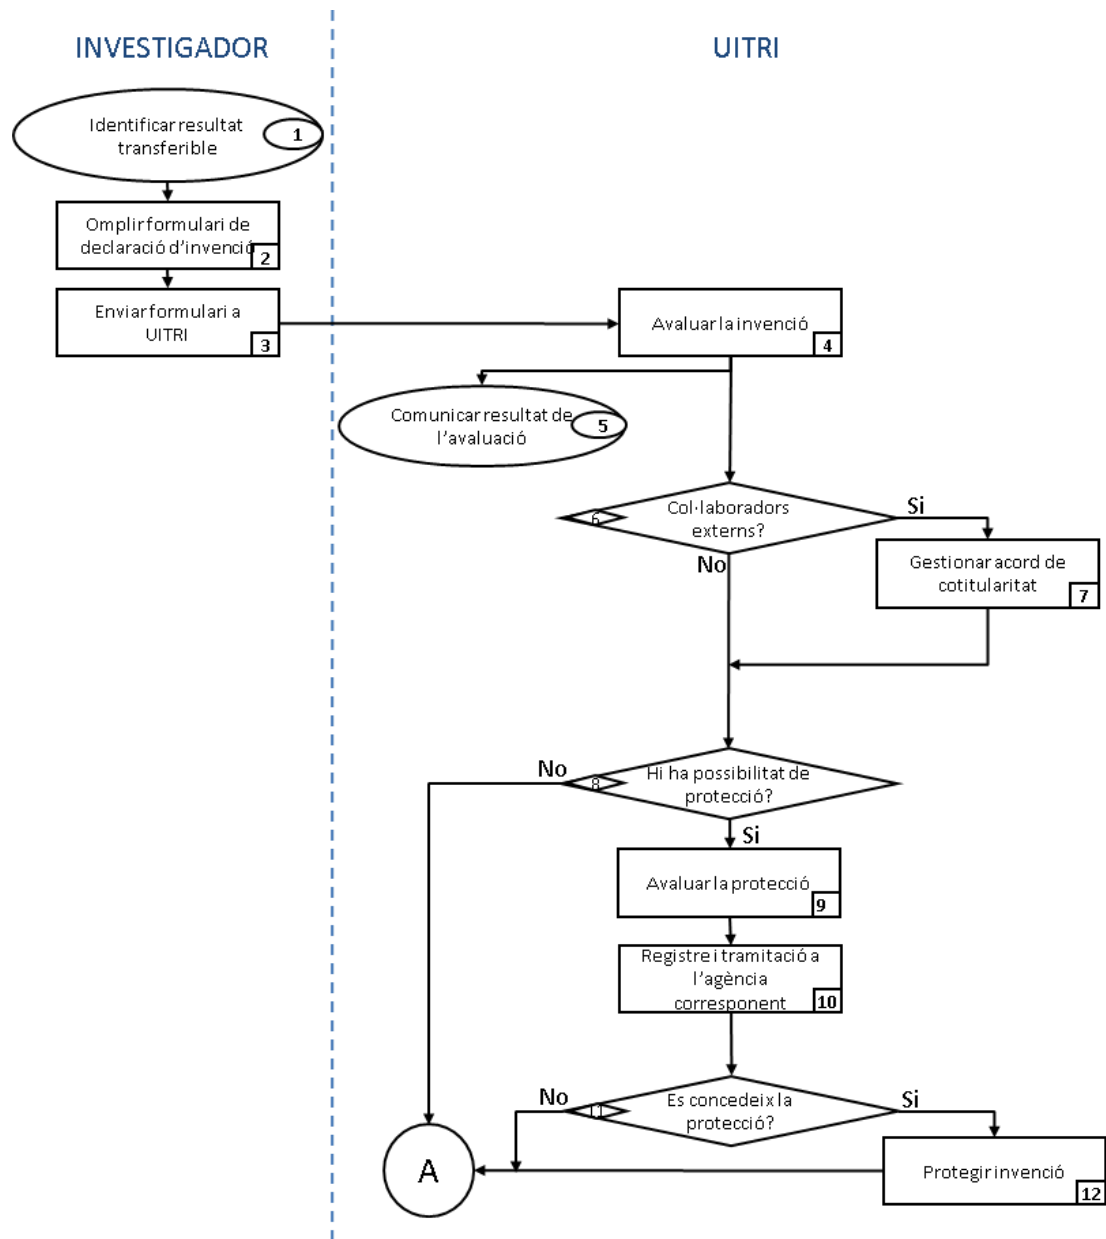 INVESTIGADOR
UITRI
Identificar resultat
transferible
1
Omplir formulari de
declaració d'invenció
2
Enviar formulari a
UITRI
3
Avaluar la invenció
4
Comunicar resultat de
l'avaluació
5
Col·laboradors
externs?
6
Si
No
Gestionar acord de
cotitularitat
7
Hi ha possibilitat de
protecció?
8
No
Si
Avaluar la protecció
9
Registre i tramitació a
l'agència
corresponent
10
Es concedeix la
protecció?
11
No
Si
A
Protegir invenció
12